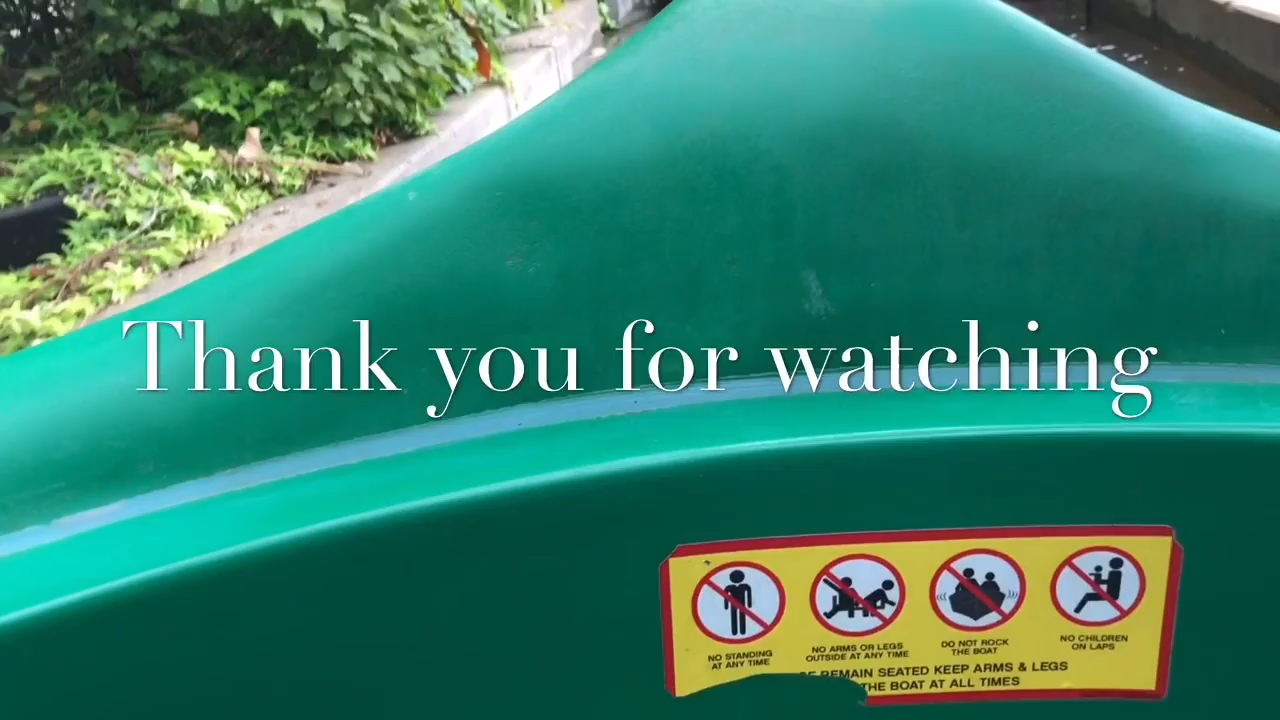 Thank you for watching
NO STANDING
AT ANY TIME
NO ARMS OR LEGS
OUTSIDE AT ANY TIME
DO NOT ROCK
THE BOAT
NO CHILDREN
ON LAPS
REMAIN SEATED KEEP ARMS & LEGS
THE BOAT AT ALL TIMES